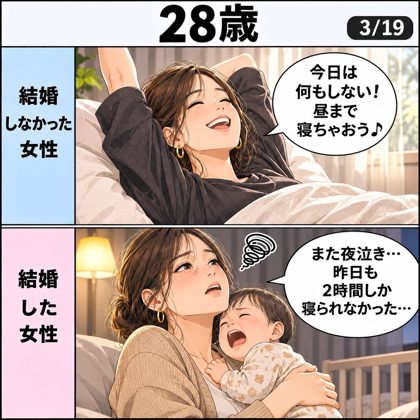 28歳
3/19
結婚
しなかった
女性
今日は
何もしない!
昼まで
寝ちゃおう♪
結婚
した
女性
また夜泣き…
昨日も
2時間しか
寝られなかった…